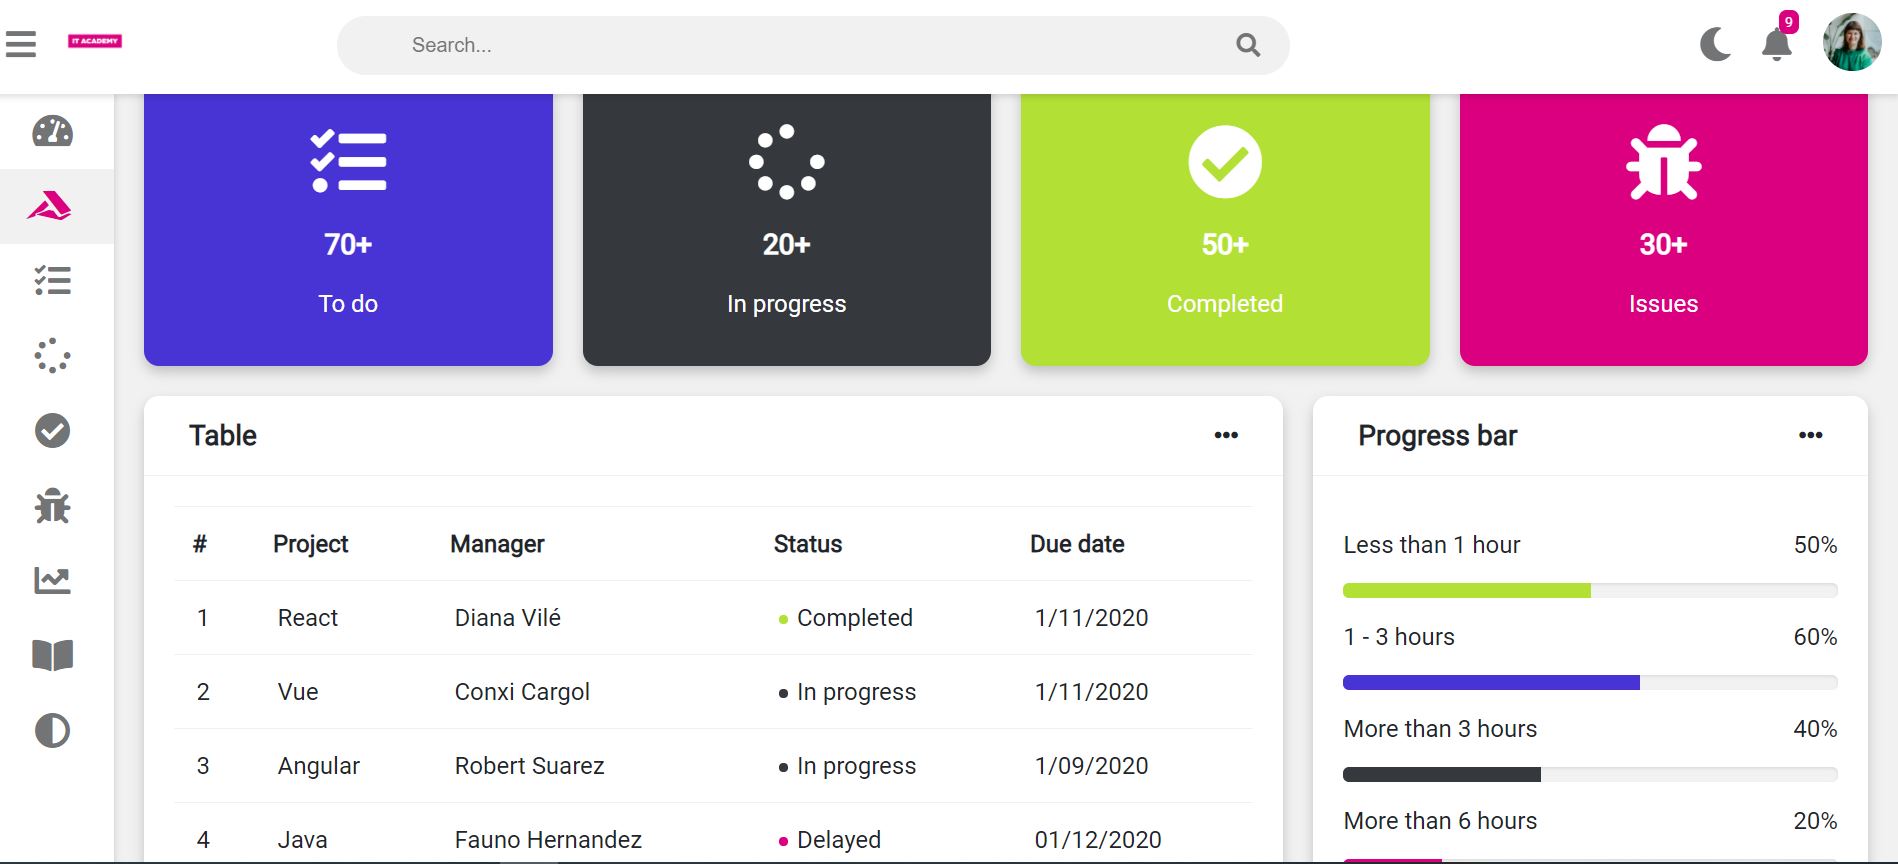 IT ACADEMY
Search...
9
70+
To do
20+
In progress
50+
Completed
30+
Issues
Table
# Project Manager Status Due date
1 React Diana Vilé Completed 1/11/2020
2 Vue Conxi Cargol In progress 1/11/2020
3 Angular Robert Suarez In progress 1/09/2020
4 Java Fauno Hernandez Delayed 01/12/2020
Progress bar
Less than 1 hour 50%
1 - 3 hours 60%
More than 3 hours 40%
More than 6 hours 20%